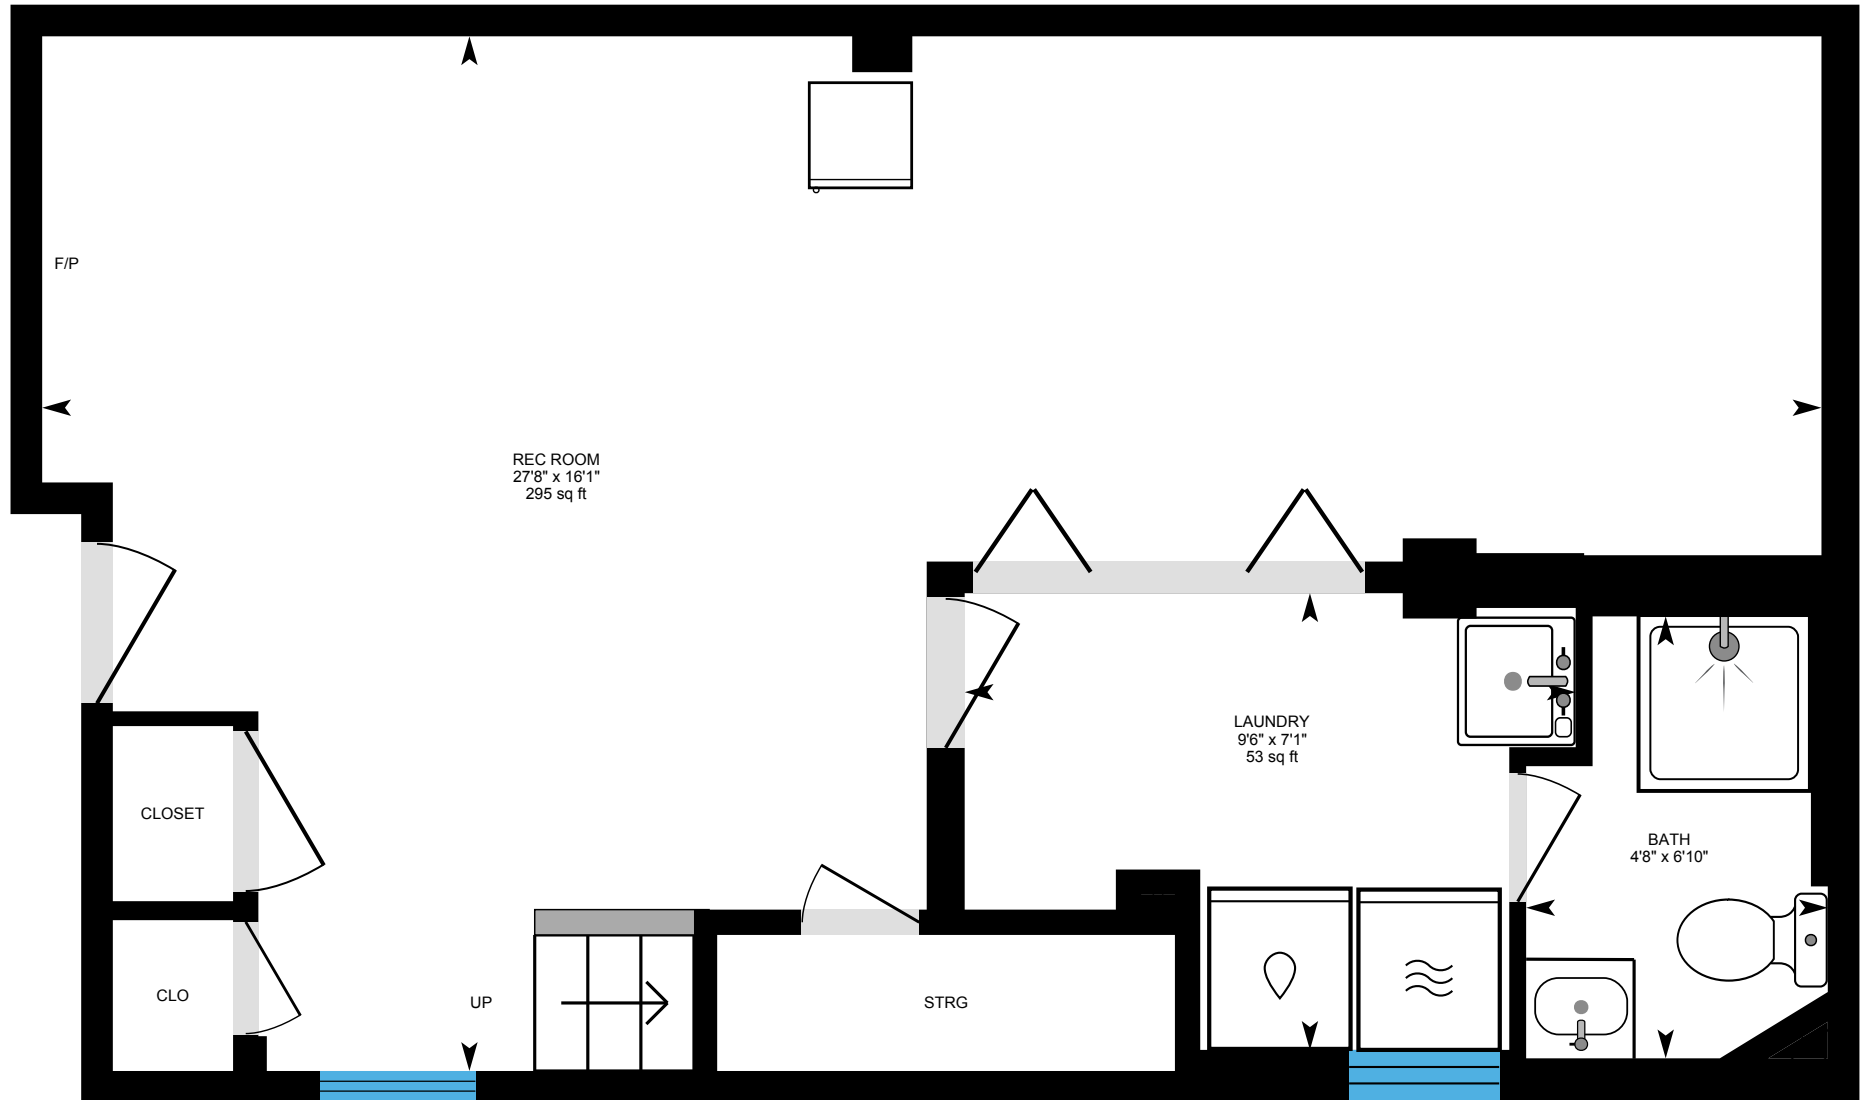 F/P
REC ROOM
27'8" x 16'1"
295 sq ft
LAUNDRY
9'6" x 7'1"
53 sq ft
CLOSET
BATH
4'8" x 6'10"
CLO
UP
STRG